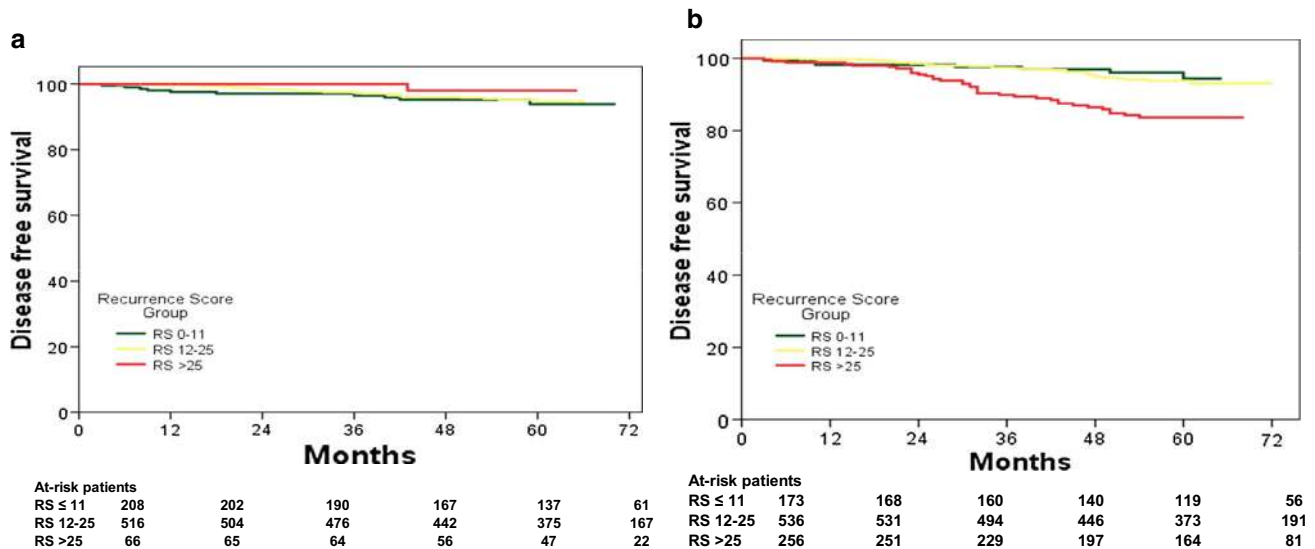 a
Disease free survival
100
80
60
40
20
0
Recurrence Score
Group
RS 0-11
RS 12-25
RS >25
0 12 24 36 48 60 72
Months
At-risk patients
RS ≤ 11 208 202 190 167 137 61
RS 12-25 516 504 476 442 375 167
RS >25 66 65 64 56 47 22
b
Disease free survival
100
80
60
40
20
0
Recurrence Score
Group
RS 0-11
RS 12-25
RS >25
0 12 24 36 48 60 72
Months
At-risk patients
RS ≤ 11 173 168 160 140 119 56
RS 12-25 536 531 494 446 373 191
RS >25 256 251 229 197 164 81